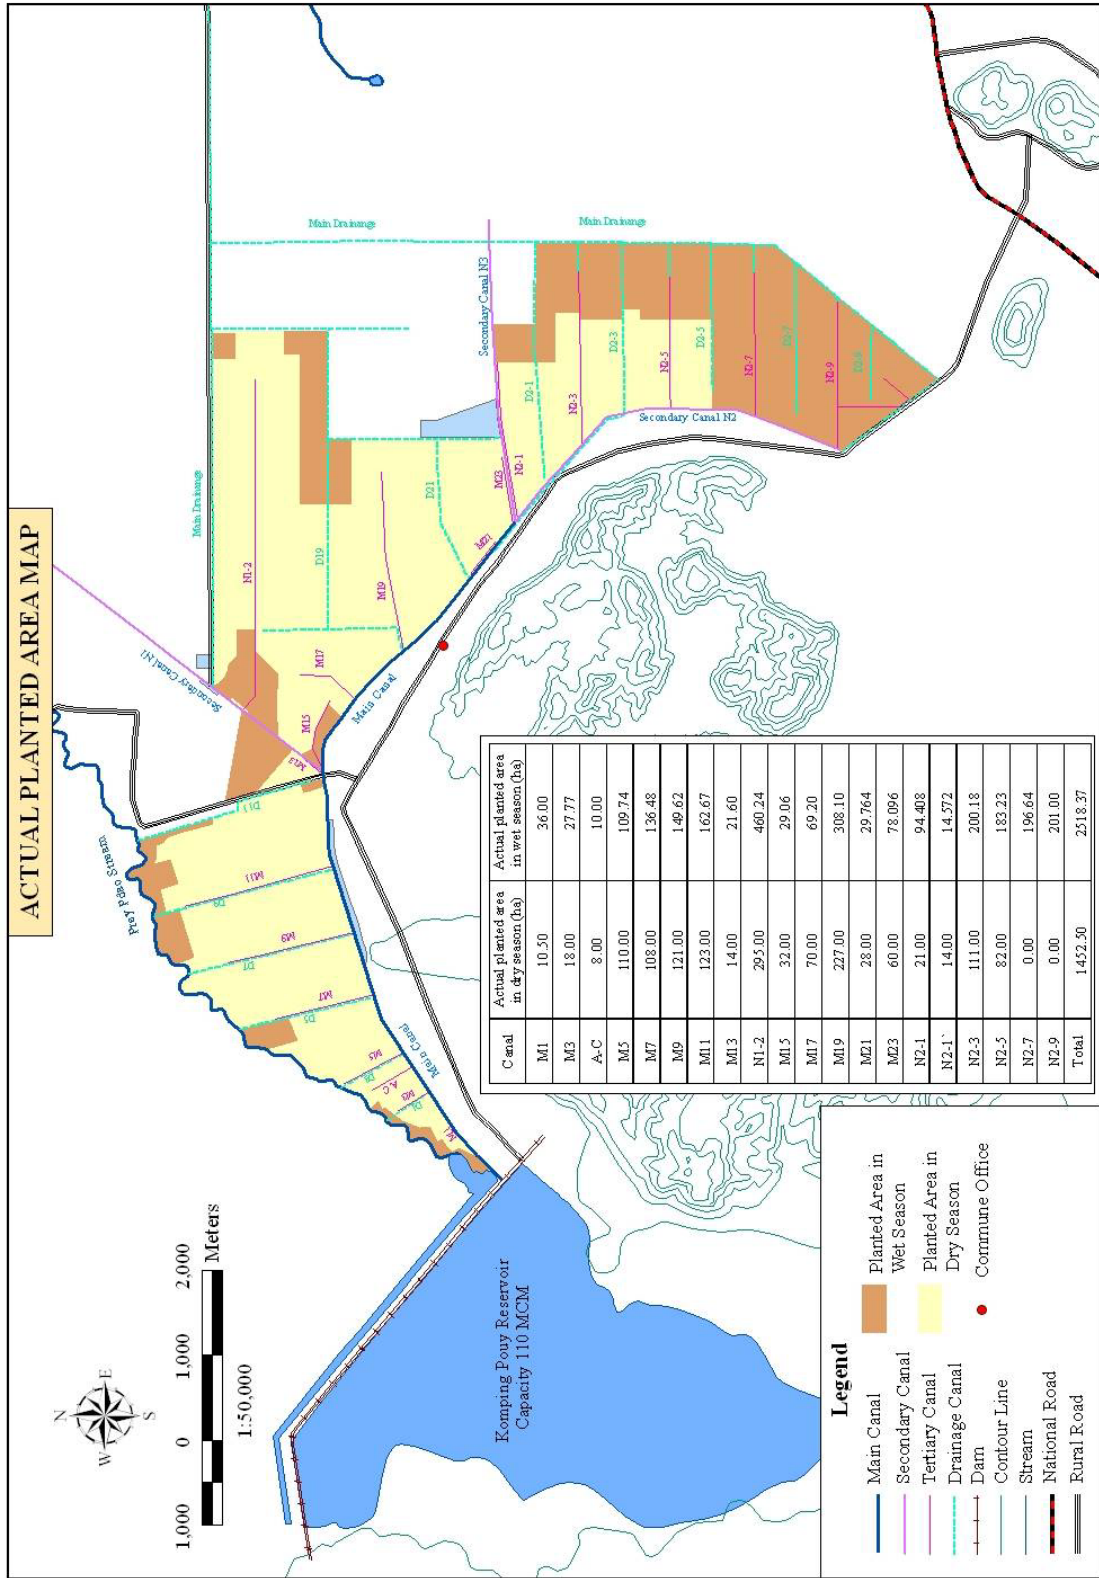 ACTUAL PLANTED AREA MAP
N
W
E
S
1,000
0
1,000
2,000
Meters
1:50,000
Prey Pdao Stream
Secondary Canal N1
Main Drainange
Main Drainange
Main Drainange
Secondary Canal N3
Secondary Canal N2
Main Canal
Main Canal
N1-2
D19
M19
M17
M15
M13
D21
M21
M23
N2-1
D2-1
N2-3
D2-3
N2-5
D2-5
N2-7
D2-7
N2-9
D2-9
D11
M11
D9
M9
D7
M7
D5
M5
A-C
M3
M1
Komping Pouy Reservoir
Capacity 110 MCM
Canal	Actual planted area in dry season (ha)	Actual planted area in wet season (ha)
M1	10.50	36.00
M3	18.00	27.77
A-C	8.00	10.00
M5	110.00	109.74
M7	108.00	136.48
M9	121.00	149.62
M11	123.00	162.67
M13	14.00	21.60
N1-2	295.00	460.24
M15	32.00	29.06
M17	70.00	69.20
M19	227.00	308.10
M21	28.00	29.764
M23	60.00	78.096
N2-1	21.00	94.408
N2-1`	14.00	14.572
N2-3	111.00	200.18
N2-5	82.00	183.23
N2-7	0.00	196.64
N2-9	0.00	201.00
Total	1452.50	2518.37
Legend
Main Canal
Secondary Canal
Tertiary Canal
Drainage Canal
Dam
Contour Line
Stream
National Road
Rural Road
Planted Area in
Wet Season
Planted Area in
Dry Season
Commune Office